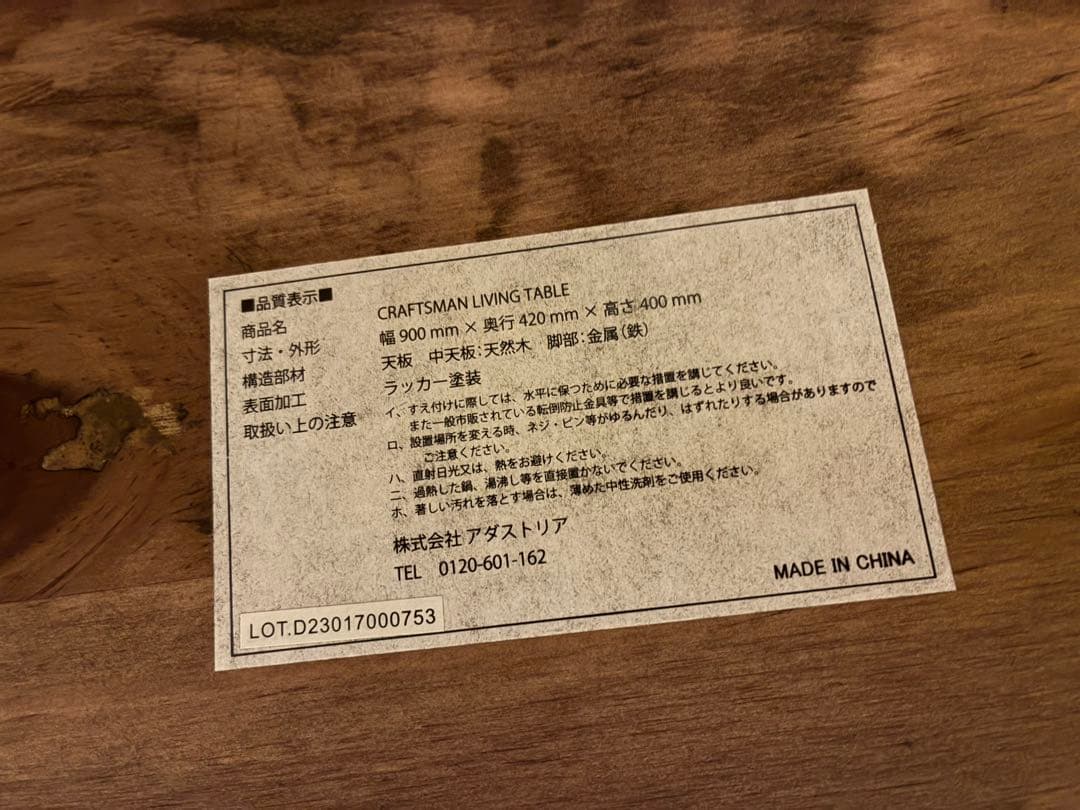 ■品質表示■
商品名 CRAFTSMAN LIVING TABLE
寸法・外形 幅 900 mm × 奥行 420 mm × 高さ 400 mm
構造部材 天板 中天板:天然木 脚部:金属(鉄)
表面加工 ラッカー塗装
取扱い上の注意 イ、すえ付けに際しては、水平に保つために必要な措置を講じてください。
また一般市販されている転倒防止金具等で措置を講じるとより良いです。
ロ、設置場所を変える時、ネジ・ピン等がゆるんだり、はずれたりする場合がありますので
ご注意ください。
ハ、直射日光又は、熱をお避けください。
ニ、過熱した鍋、湯沸し等を直接置かないでください。
ホ、著しい汚れを落とす場合は、薄めた中性洗剤をご使用ください。
株式会社 アダストリア
TEL 0120-601-162
MADE IN CHINA
LOT.D23017000753